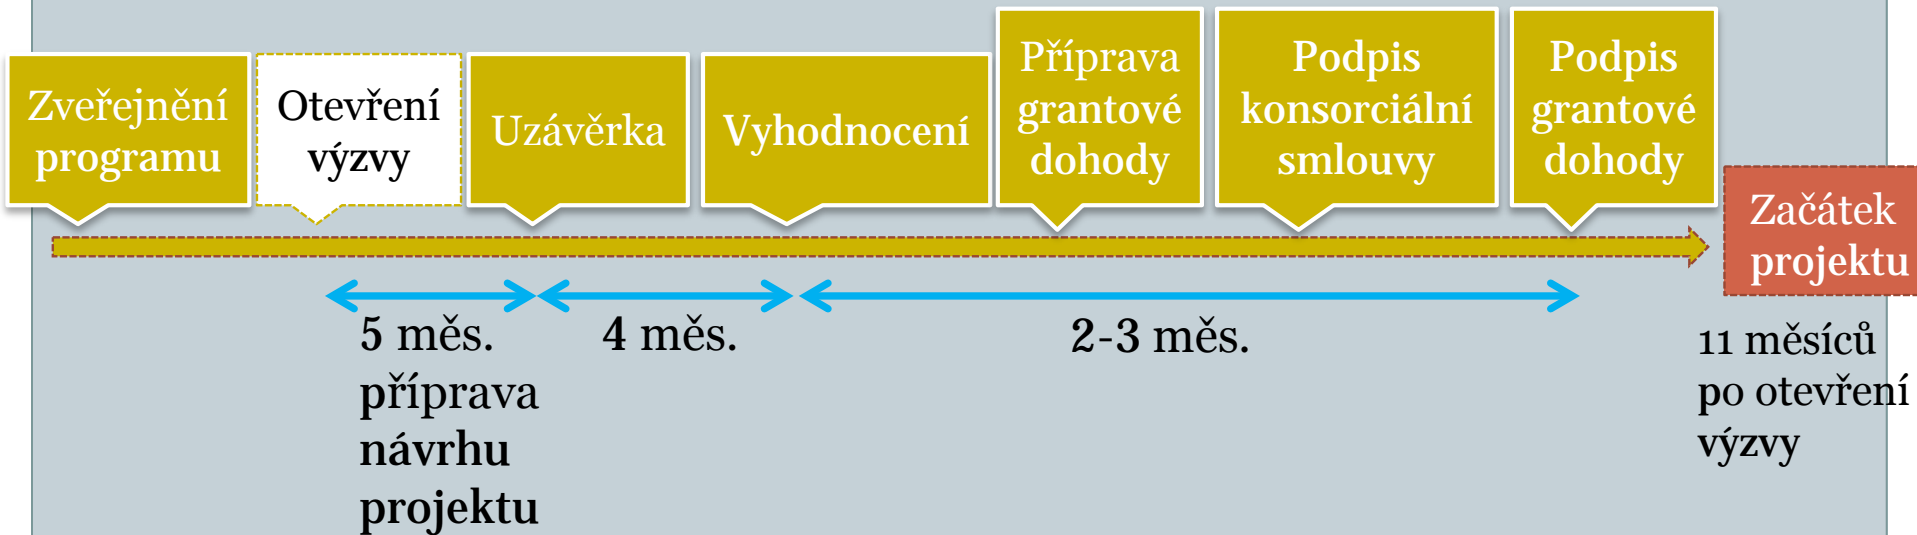 Zveřejnění
programu
Otevření
výzvy
Uzávěrka
Vyhodnocení
Příprava
grantové
dohody
Podpis
konsorciální
smlouvy
Podpis
grantové
dohody
Začátek
projektu
5 měs.
příprava
návrhu
projektu
4 měs.
2-3 měs.
11 měsíců
po otevření
výzvy